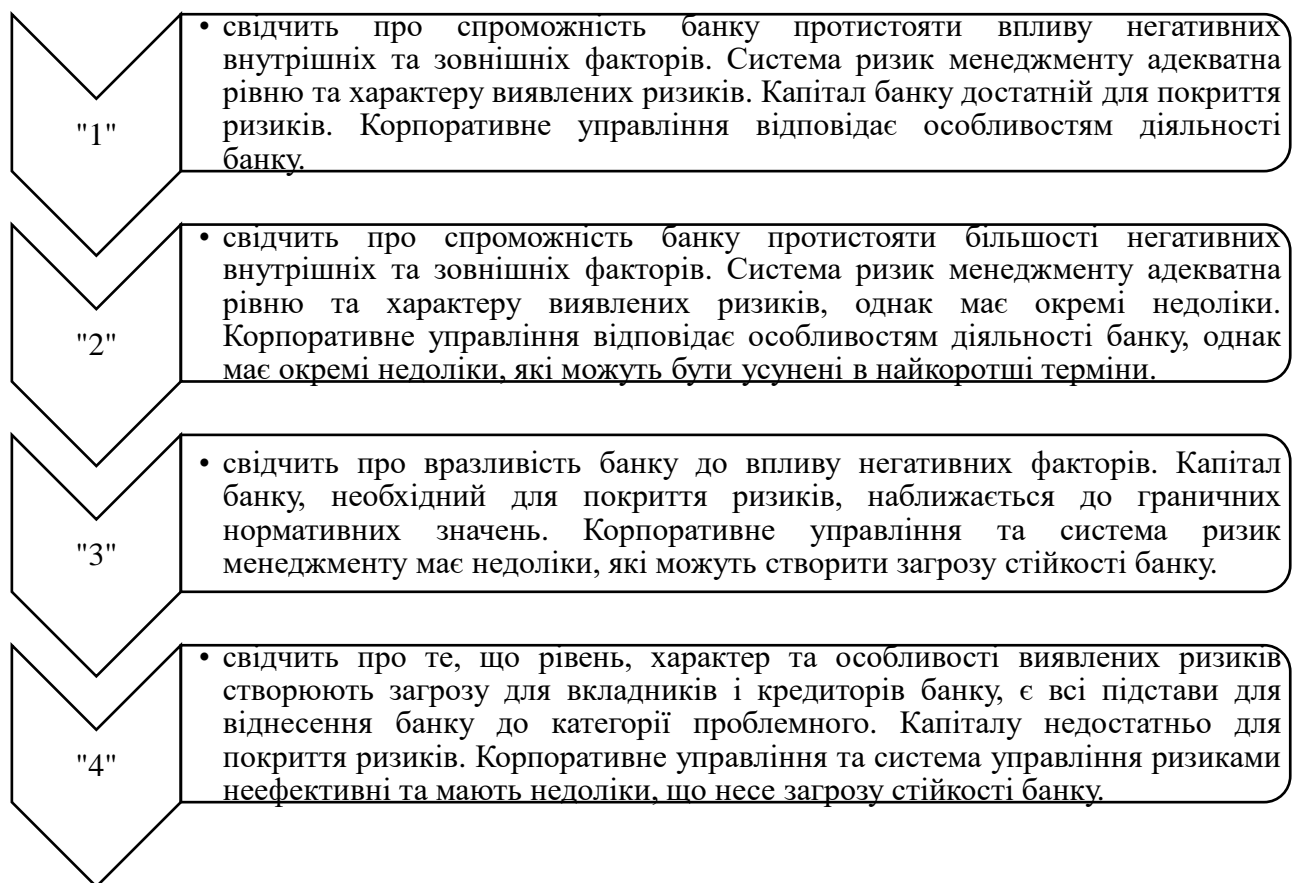 "1"
• свідчить про спроможність банку протистояти впливу негативних
внутрішніх та зовнішніх факторів. Система ризик менеджменту адекватна
рівню та характеру виявлених ризиків. Капітал банку достатній для покриття
ризиків. Корпоративне управління відповідає особливостям діяльності
банку.
"2"
• свідчить про спроможність банку протистояти більшості негативних
внутрішніх та зовнішніх факторів. Система ризик менеджменту адекватна
рівню та характеру виявлених ризиків, однак має окремі недоліки.
Корпоративне управління відповідає особливостям діяльності банку, однак
має окремі недоліки, які можуть бути усунені в найкоротші терміни.
"3"
• свідчить про вразливість банку до впливу негативних факторів. Капітал
банку, необхідний для покриття ризиків, наближається до граничних
нормативних значень. Корпоративне управління та система ризик
менеджменту має недоліки, які можуть створити загрозу стійкості банку.
"4"
• свідчить про те, що рівень, характер та особливості виявлених ризиків
створюють загрозу для вкладників і кредиторів банку, є всі підстави для
віднесення банку до категорії проблемного. Капіталу недостатньо для
покриття ризиків. Корпоративне управління та система управління ризиками
неефективні та мають недоліки, що несе загрозу стійкості банку.